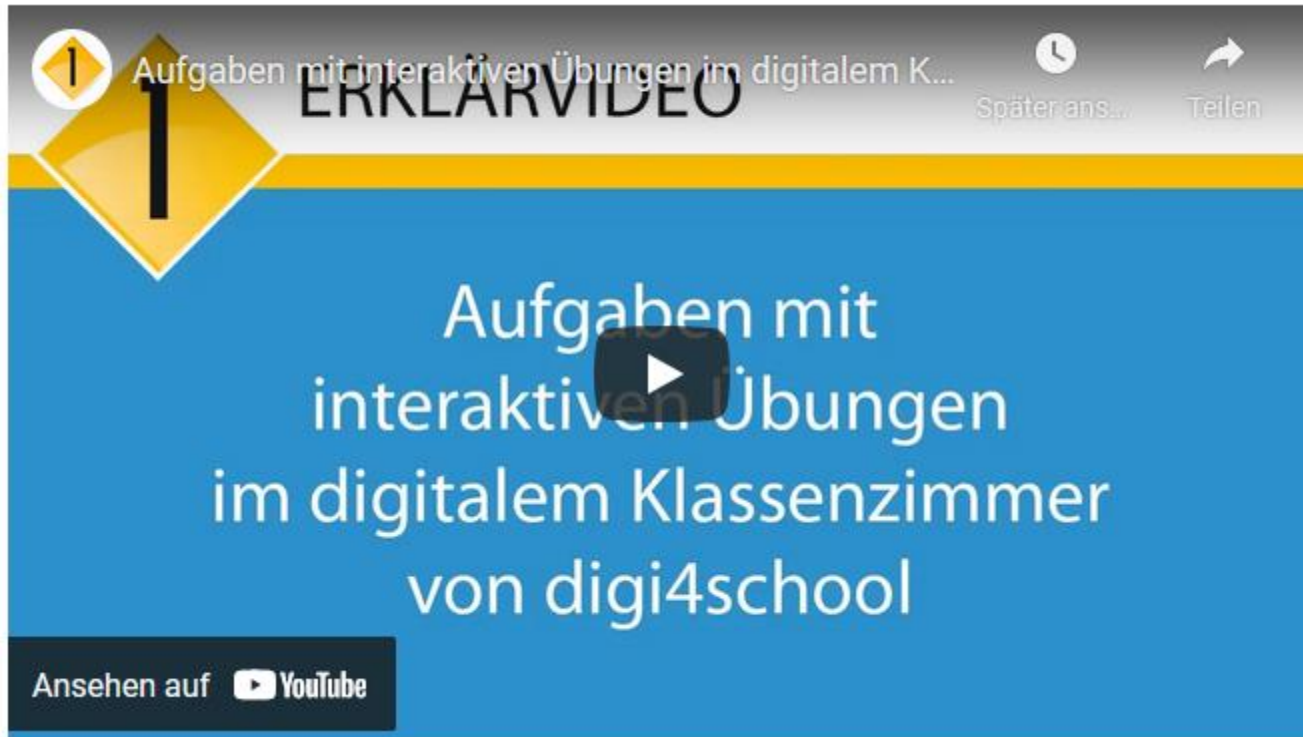 1
Aufgaben mit interaktiven Übungen im digitalem K...
Später ans...
Teilen
1
ERKLÄRVIDEO
Aufgaben mit
interaktiven Übungen
im digitalem Klassenzimmer
von digi4school
Ansehen auf YouTube